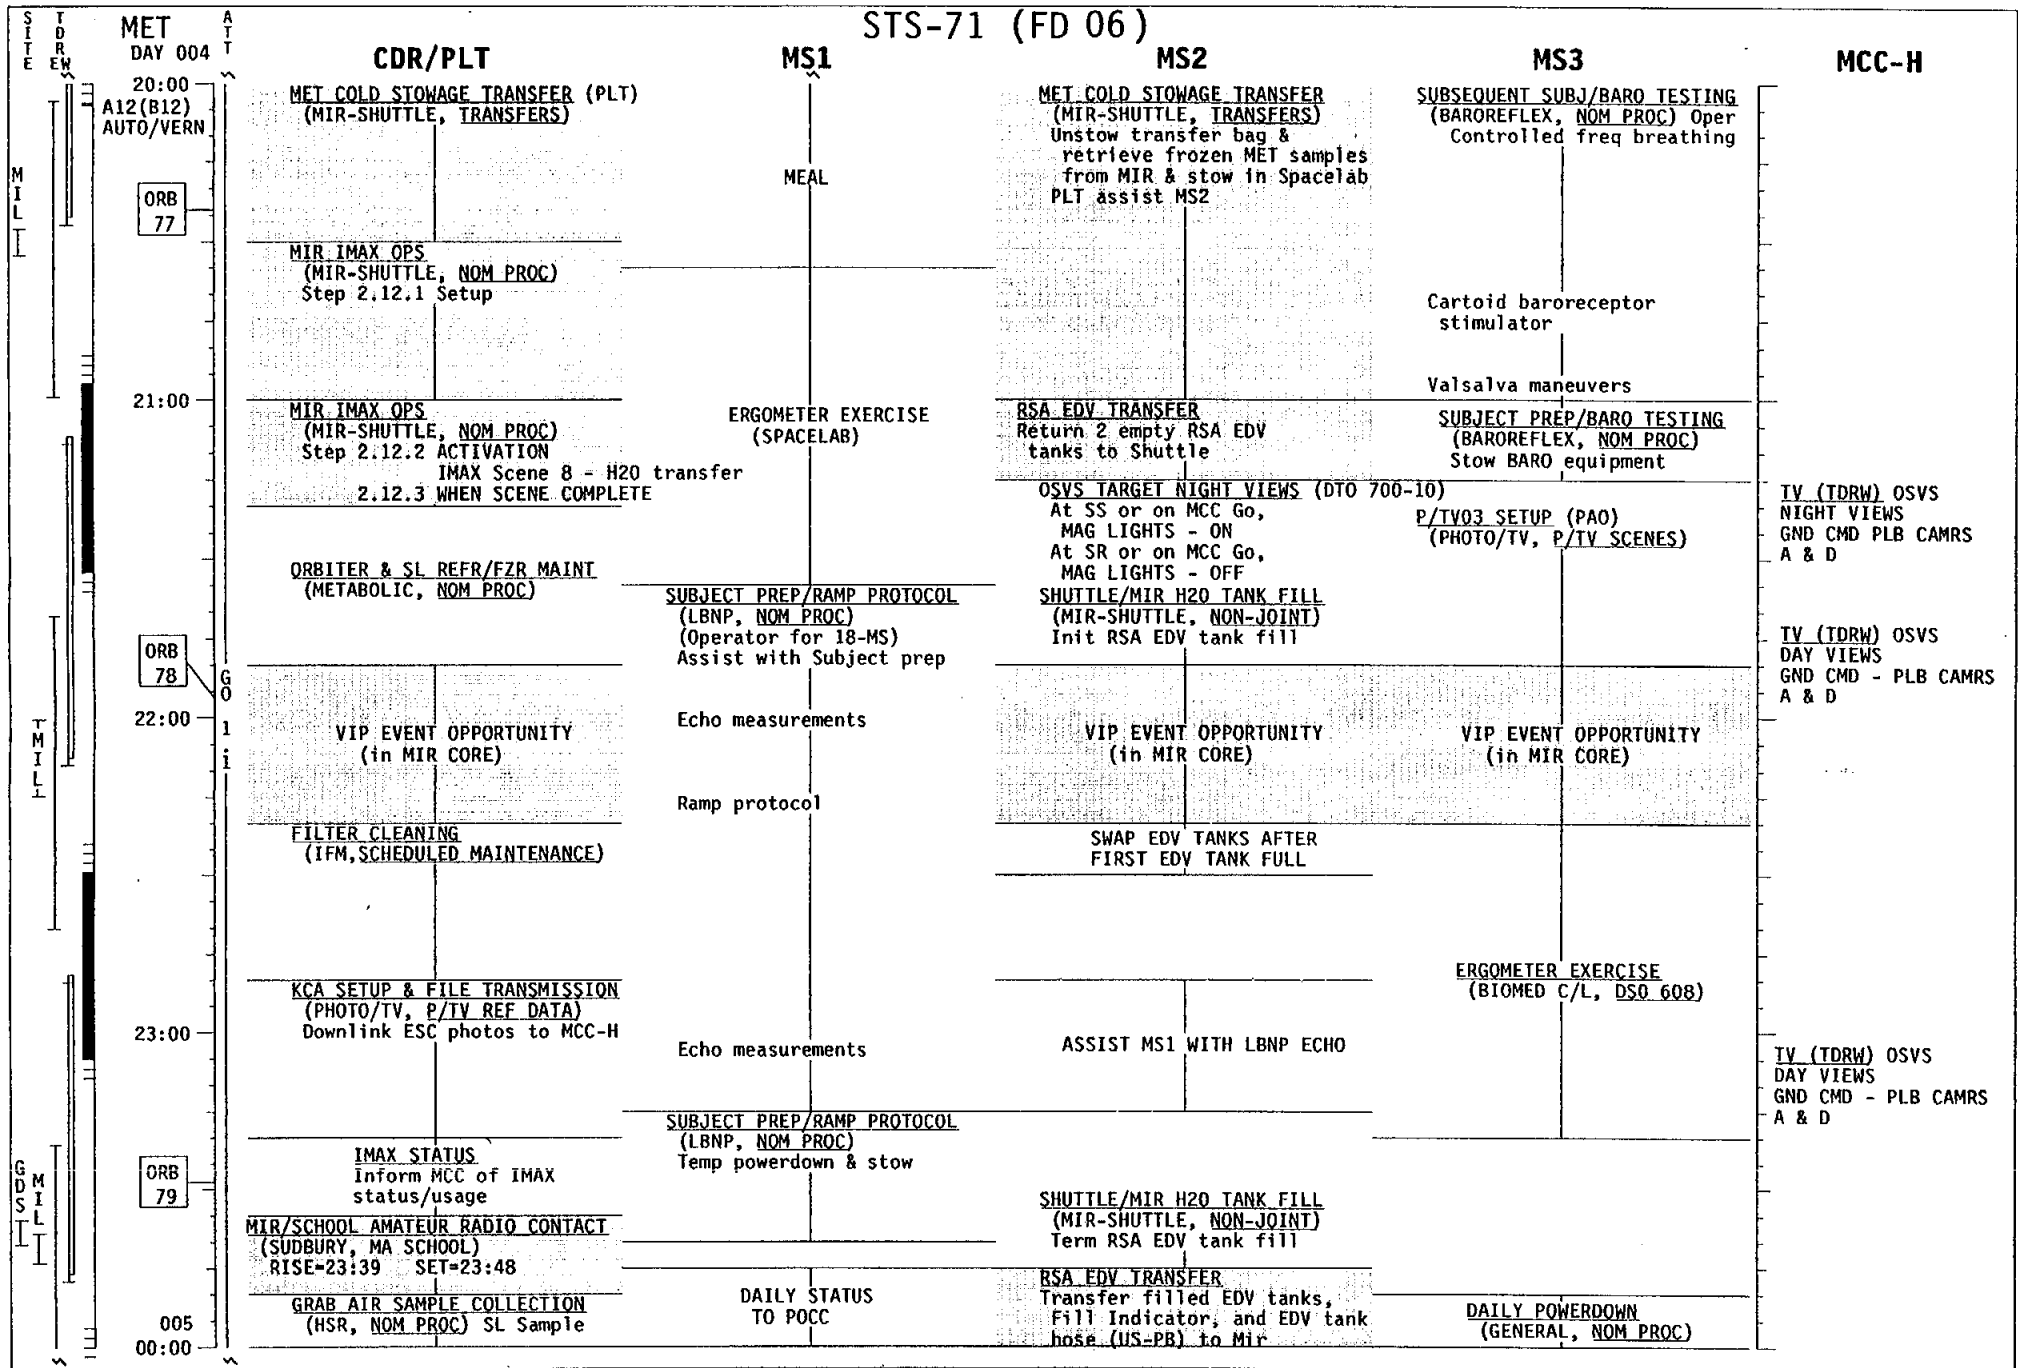 STS-71 (FD 06)
SITE
TDRW
EW
MET
DAY 004
ATT
CDR/PLT
MS1
MS2
MS3
MCC-H
20:00
A12(B12)
AUTO/VERN
MIL
ORB
77
21:00
ORB
78
GG
TMIL
22:00
23:00
GDS
MIL
ORB
79
005
00:00
MET COLD STOWAGE TRANSFER (PLT)
(MIR-SHUTTLE, TRANSFERS)
MIR IMAX OPS
(MIR-SHUTTLE, NOM PROC)
Step 2.12.1 Setup
MIR IMAX OPS
(MIR-SHUTTLE, NOM PROC)
Step 2.12.2 ACTIVATION
IMAX Scene 8 - H20 transfer
2.12.3 WHEN SCENE COMPLETE
ORBITER & SL REFR/FZR MAINT
(METABOLIC, NOM PROC)
VIP EVENT OPPORTUNITY
(in MIR CORE)
FILTER CLEANING
(IFM,SCHEDULED MAINTENANCE)
KCA SETUP & FILE TRANSMISSION
(PHOTO/TV, P/TV REF DATA)
Downlink ESC photos to MCC-H
IMAX STATUS
Inform MCC of IMAX
status/usage
MIR/SCHOOL AMATEUR RADIO CONTACT
(SUDBURY, MA SCHOOL)
RISE=23:39 SET=23:48
GRAB AIR SAMPLE COLLECTION
(HSR, NOM PROC) SL Sample
MEAL
ERGOMETER EXERCISE
(SPACELAB)
SUBJECT PREP/RAMP PROTOCOL
(LBNP, NOM PROC)
(Operator for 18-MS)
Assist with Subject prep
Echo measurements
Ramp protocol
Echo measurements
SUBJECT PREP/RAMP PROTOCOL
(LBNP, NOM PROC)
Temp powerdown & stow
DAILY STATUS
TO POCC
MET COLD STOWAGE TRANSFER
(MIR-SHUTTLE, TRANSFERS)
Unstow transfer bag &
retrieve frozen MET samples
from MIR & stow in Spacelab
PLT assist MS2
RSA EDV TRANSFER
Return 2 empty RSA EDV
tanks to Shuttle
OSVS TARGET NIGHT VIEWS (DTO 700-10)
At SS or on MCC Go,
MAG LIGHTS - ON
At SR or on MCC Go,
MAG LIGHTS - OFF
SHUTTLE/MIR H20 TANK FILL
(MIR-SHUTTLE, NON-JOINT)
Init RSA EDV tank fill
VIP EVENT OPPORTUNITY
(in MIR CORE)
SWAP EDV TANKS AFTER
FIRST EDV TANK FULL
ASSIST MS1 WITH LBNP ECHO
SHUTTLE/MIR H20 TANK FILL
(MIR-SHUTTLE, NON-JOINT)
Term RSA EDV tank fill
RSA EDV TRANSFER
Transfer filled EDV tanks,
Fill Indicator, and EDV tank
hose (US-PB) to Mir
SUBSEQUENT SUBJ/BARO TESTING
(BAROREFLEX, NOM PROC) Oper
Controlled freq breathing
Cartoid baroreceptor
stimulator
Valsalva maneuvers
SUBJECT PREP/BARO TESTING
(BAROREFLEX, NOM PROC)
Stow BARO equipment
P/TV03 SETUP (PAO)
(PHOTO/TV, P/TV SCENES)
VIP EVENT OPPORTUNITY
(in MIR CORE)
ERGOMETER EXERCISE
(BIOMED C/L, DSO 608)
DAILY POWERDOWN
(GENERAL, NOM PROC)
TV (TDRW) OSVS
NIGHT VIEWS
GND CMD PLB CAMRS
A & D
TV (TDRW) OSVS
DAY VIEWS
GND CMD - PLB CAMRS
A & D
TV (TDRW) OSVS
DAY VIEWS
GND CMD - PLB CAMRS
A & D